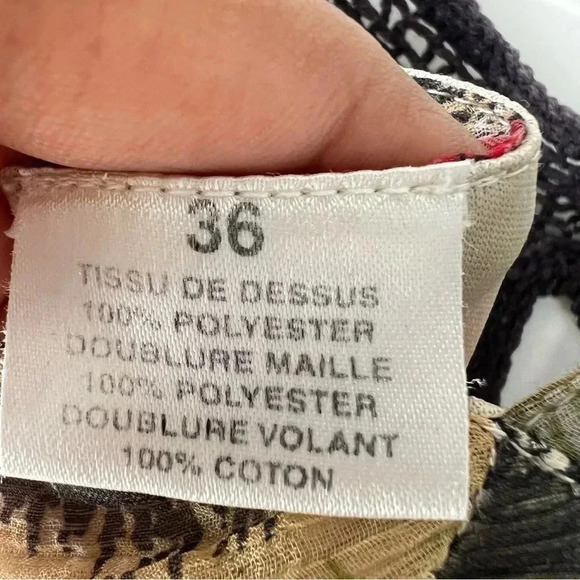 36
TISSU DE DESSUS
100% POLYESTER
DOUBLURE MAILLE
100% POLYESTER
DOUBLURE VOLANT
100% COTON